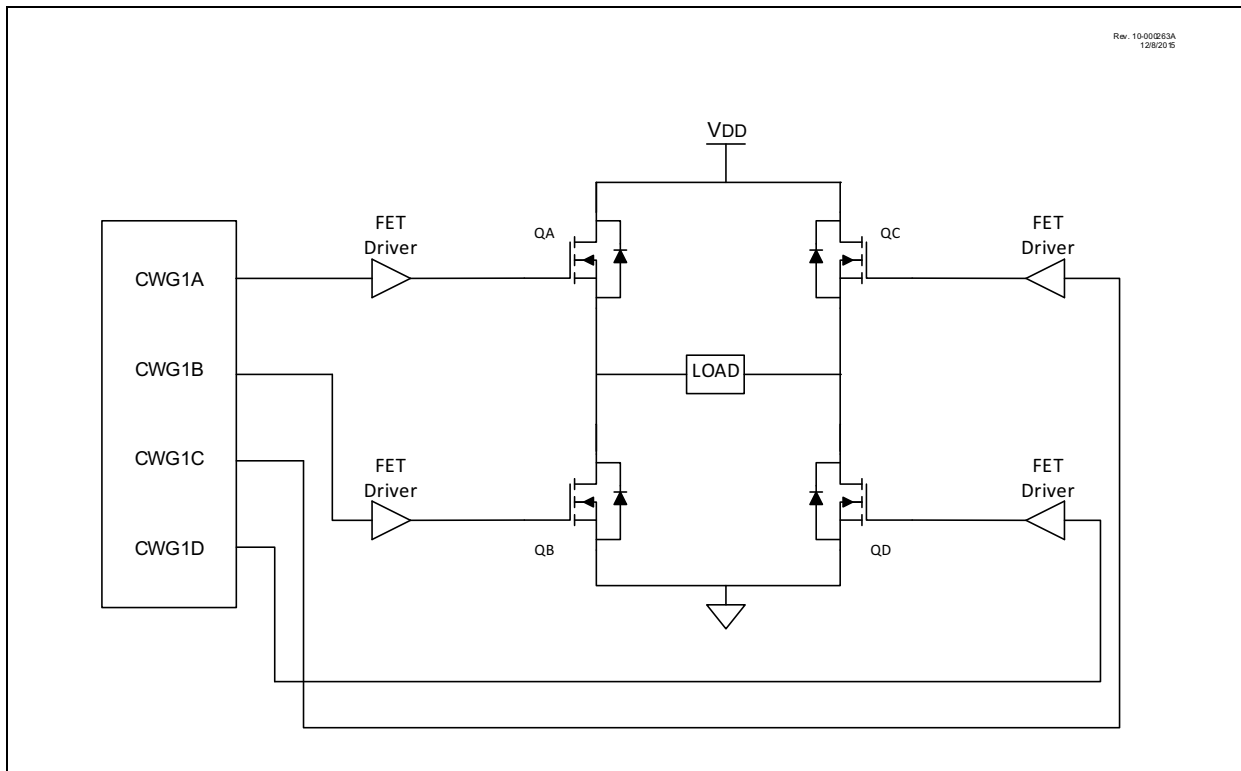 Rev. 10-000263A
12/8/2015
VDD
FET
Driver
QA
QC
FET
Driver
CWG1A
CWG1B
LOAD
CWG1C
FET
Driver
FET
Driver
CWG1D
QB
QD